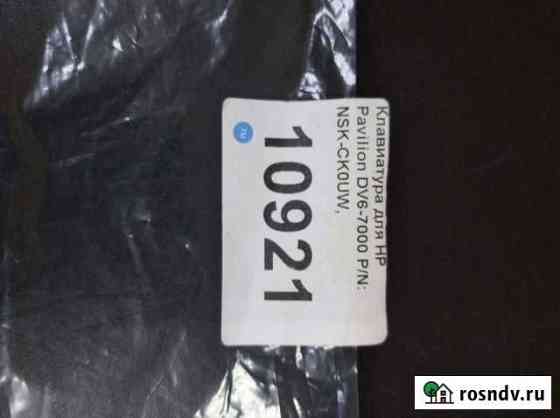 Клавиатура для HP
Pavilion DV6-7000 P/N:
NSK-CK0UW,
10921
rosndv.ru